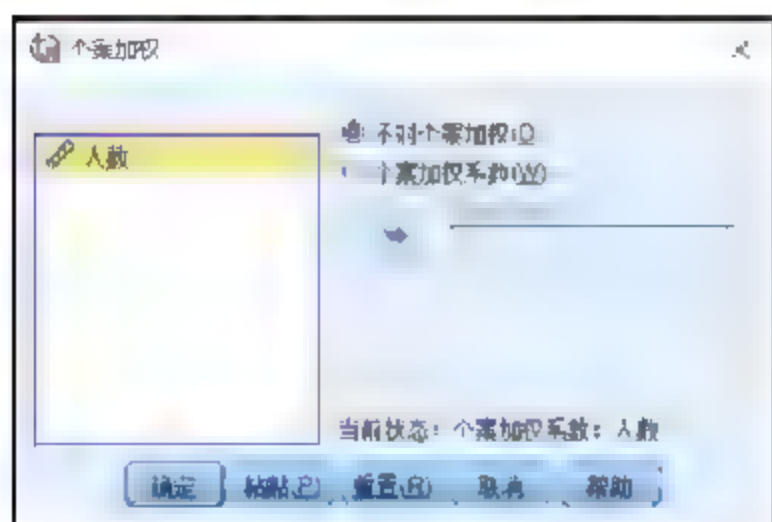 个案加权
人数
不对个案加权(O)
个案加权系数(W)
当前状态：个案加权系数：人数
确定 粘贴(P) 重置(R) 取消 帮助